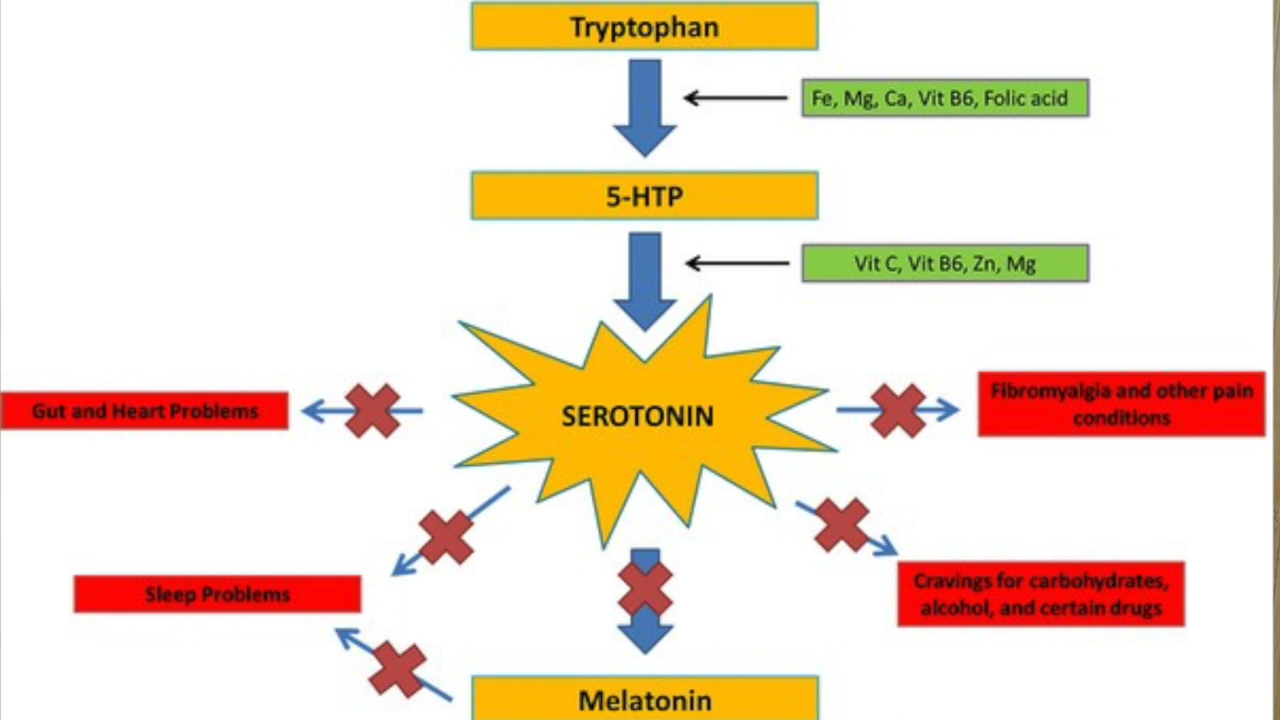 Tryptophan
Fe, Mg, Ca, Vit B6, Folic acid
5-HTP
Vit C, Vit B6, Zn, Mg
SEROTONIN
Gut and Heart Problems
Fibromyalgia and other pain
conditions
Sleep Problems
Cravings for carbohydrates,
alcohol, and certain drugs
Melatonin